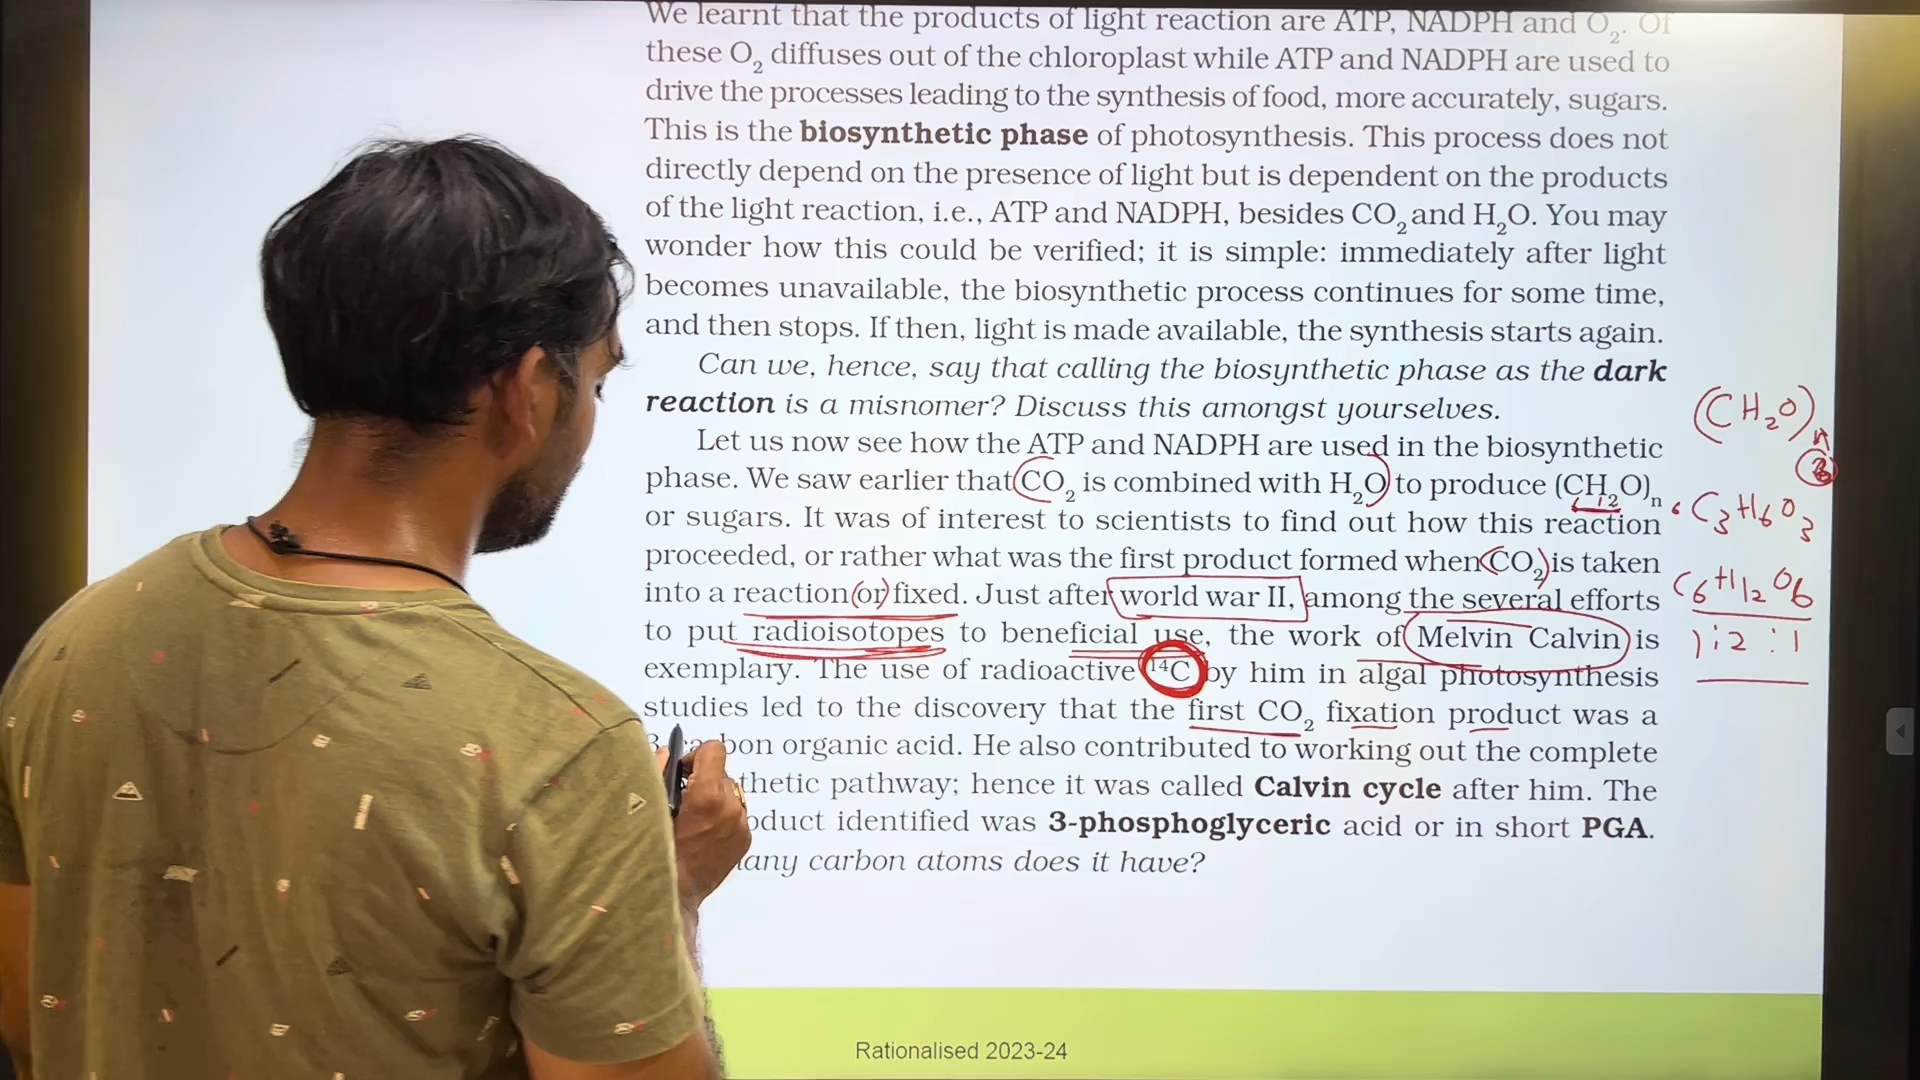 We learnt that the products of light reaction are ATP, NADPH and O₂. Of
these O₂ diffuses out of the chloroplast while ATP and NADPH are used to
drive the processes leading to the synthesis of food, more accurately, sugars.
This is the biosynthetic phase of photosynthesis. This process does not
directly depend on the presence of light but is dependent on the products
of the light reaction, i.e., ATP and NADPH, besides CO₂ and H₂O. You may
wonder how this could be verified; it is simple: immediately after light
becomes unavailable, the biosynthetic process continues for some time,
and then stops. If then, light is made available, the synthesis starts again.
Can we, hence, say that calling the biosynthetic phase as the dark
reaction is a misnomer? Discuss this amongst yourselves.
Let us now see how the ATP and NADPH are used in the biosynthetic
phase. We saw earlier that CO₂ is combined with H₂O to produce (CH₂O)ₙ
or sugars. It was of interest to scientists to find out how this reaction
proceeded, or rather what was the first product formed when CO₂ is taken
into a reaction or fixed. Just after world war II, among the several efforts
to put radioisotopes to beneficial use, the work of Melvin Calvin is
exemplary. The use of radioactive ¹⁴C by him in algal photosynthesis
studies led to the discovery that the first CO₂ fixation product was a
bon organic acid. He also contributed to working out the complete
thetic pathway; hence it was called Calvin cycle after him. The
oduct identified was 3-phosphoglyceric acid or in short PGA.
any carbon atoms does it have?
(CH₂O)
C₃H₆O₃
C₆H₁₂O₆
1:2:1
Rationalised 2023-24